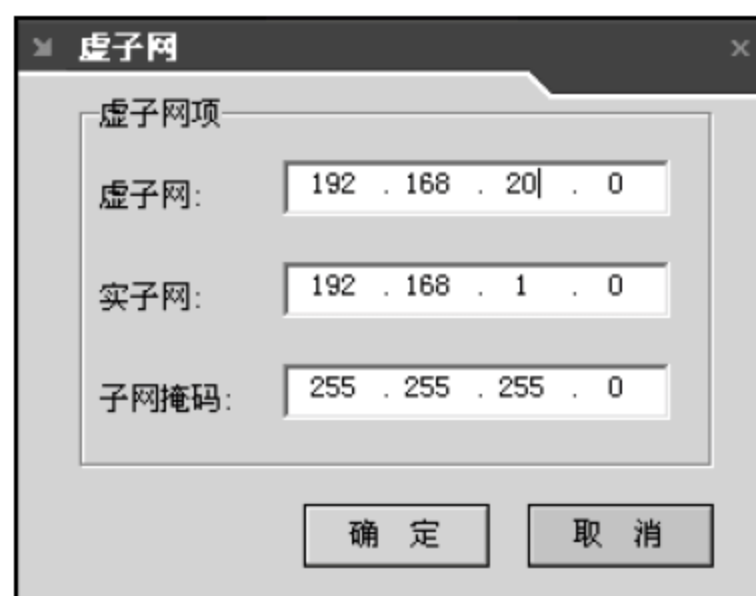 虚子网
虚子网项
虚子网: 192 . 168 . 20 . 0
实子网: 192 . 168 . 1 . 0
子网掩码: 255 . 255 . 255 . 0
确 定 取 消